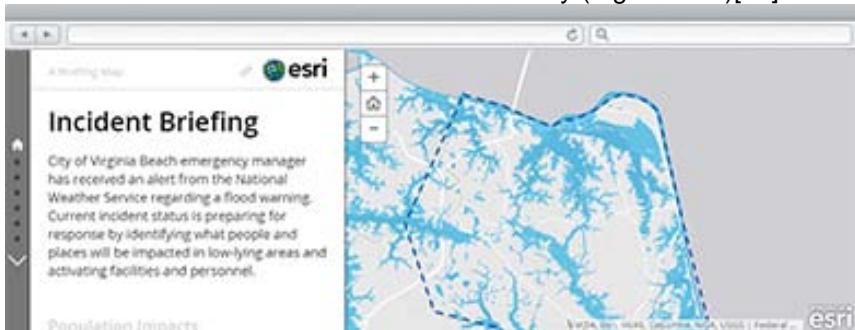 A Briefing Map
esri
Incident Briefing
City of Virginia Beach emergency manager
has received an alert from the National
Weather Service regarding a flood warning.
Current incident status is preparing for
response by identifying what people and
places will be impacted in low-lying areas and
activating facilities and personnel.
Population Impacts
+
−
esri